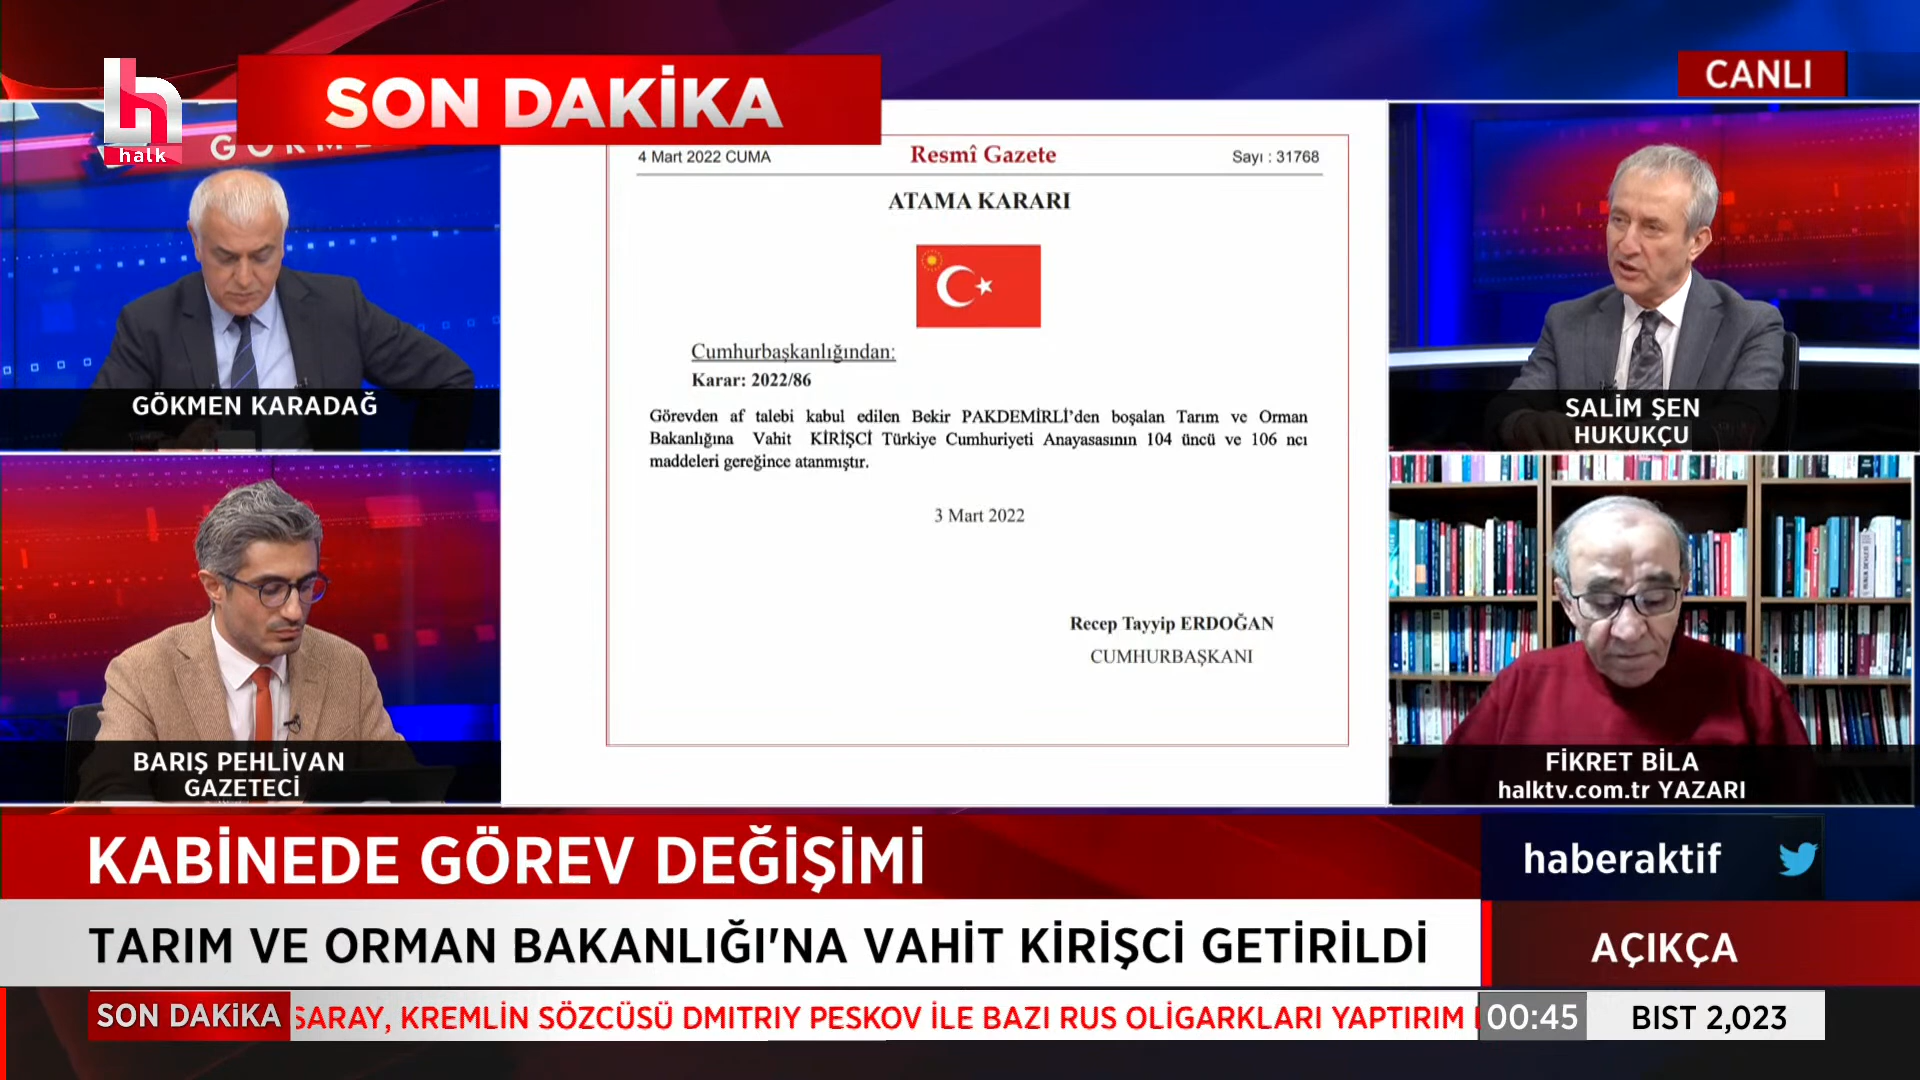 halk
SON DAKİKA
CANLI
4 Mart 2022 CUMA
Resmî Gazete
Sayı : 31768
ATAMA KARARI
Cumhurbaşkanlığından:
Karar: 2022/86
Görevden af talebi kabul edilen Bekir PAKDEMİRLİ'den boşalan Tarım ve Orman
Bakanlığına Vahit KİRİŞCİ Türkiye Cumhuriyeti Anayasasının 104 üncü ve 106 ncı
maddeleri gereğince atanmıştır.
3 Mart 2022
Recep Tayyip ERDOĞAN
CUMHURBAŞKANI
GÖKMEN KARADAĞ
SALİM ŞEN
HUKUKÇU
BARIŞ PEHLİVAN
GAZETECİ
FİKRET BİLA
halktv.com.tr YAZARI
KABİNEDE GÖREV DEĞİŞİMİ
haberaktif
TARIM VE ORMAN BAKANLIĞI'NA VAHİT KİRİŞCİ GETİRİLDİ
AÇIKÇA
SON DAKİKA
SARAY, KREMLİN SÖZCÜSÜ DMITRIY PESKOV İLE BAZI RUS OLİGARKLARI YAPTIRIM
00:45
BIST 2,023